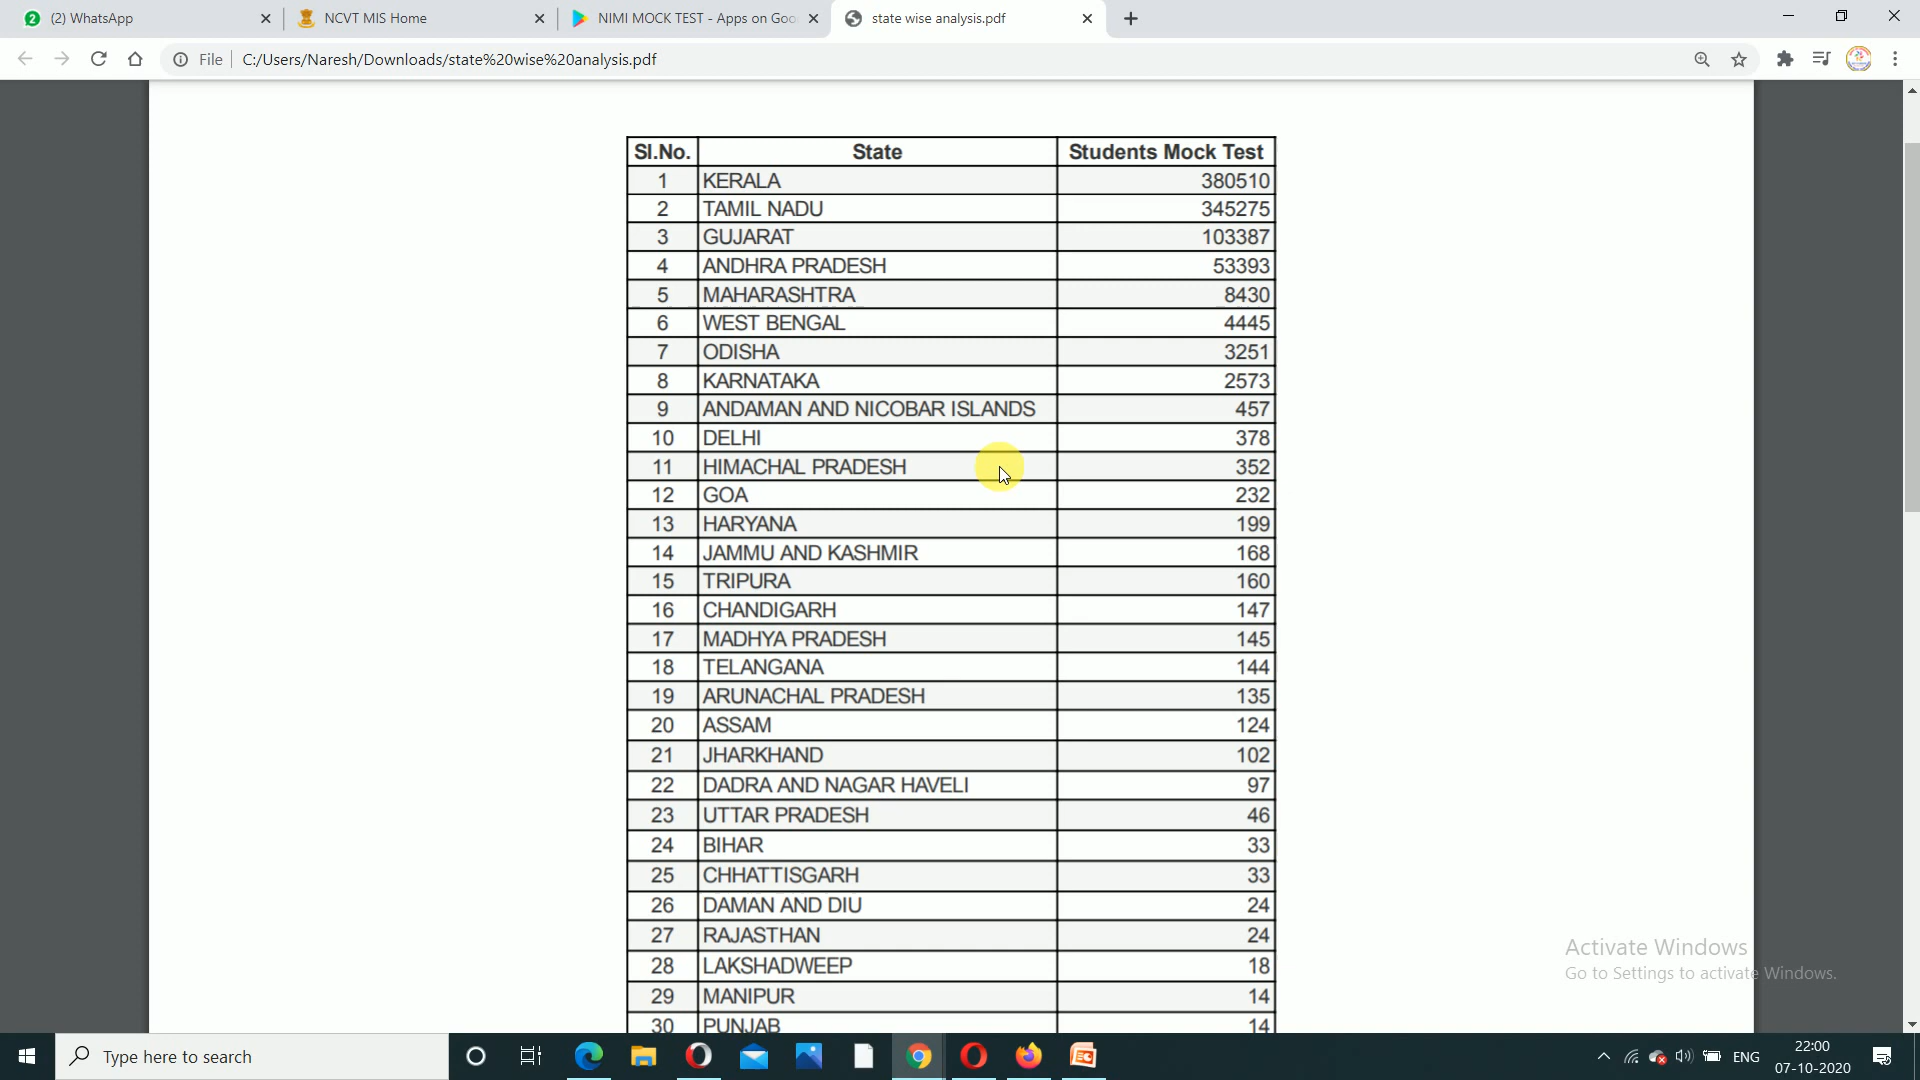 (2) WhatsApp
NCVT MIS Home
NIMI MOCK TEST - Apps on Goo
state wise analysis.pdf
File C:/Users/Naresh/Downloads/state%20wise%20analysis.pdf
Sl.No. State Students Mock Test
1 KERALA 380510
2 TAMIL NADU 345275
3 GUJARAT 103387
4 ANDHRA PRADESH 53393
5 MAHARASHTRA 8430
6 WEST BENGAL 4445
7 ODISHA 3251
8 KARNATAKA 2573
9 ANDAMAN AND NICOBAR ISLANDS 457
10 DELHI 378
11 HIMACHAL PRADESH 352
12 GOA 232
13 HARYANA 199
14 JAMMU AND KASHMIR 168
15 TRIPURA 160
16 CHANDIGARH 147
17 MADHYA PRADESH 145
18 TELANGANA 144
19 ARUNACHAL PRADESH 135
20 ASSAM 124
21 JHARKHAND 102
22 DADRA AND NAGAR HAVELI 97
23 UTTAR PRADESH 46
24 BIHAR 33
25 CHHATTISGARH 33
26 DAMAN AND DIU 24
27 RAJASTHAN 24
28 LAKSHADWEEP 18
29 MANIPUR 14
30 PUNJAB 14
Activate Windows
Go to Settings to activate Windows.
Type here to search
ENG
22:00
07-10-2020